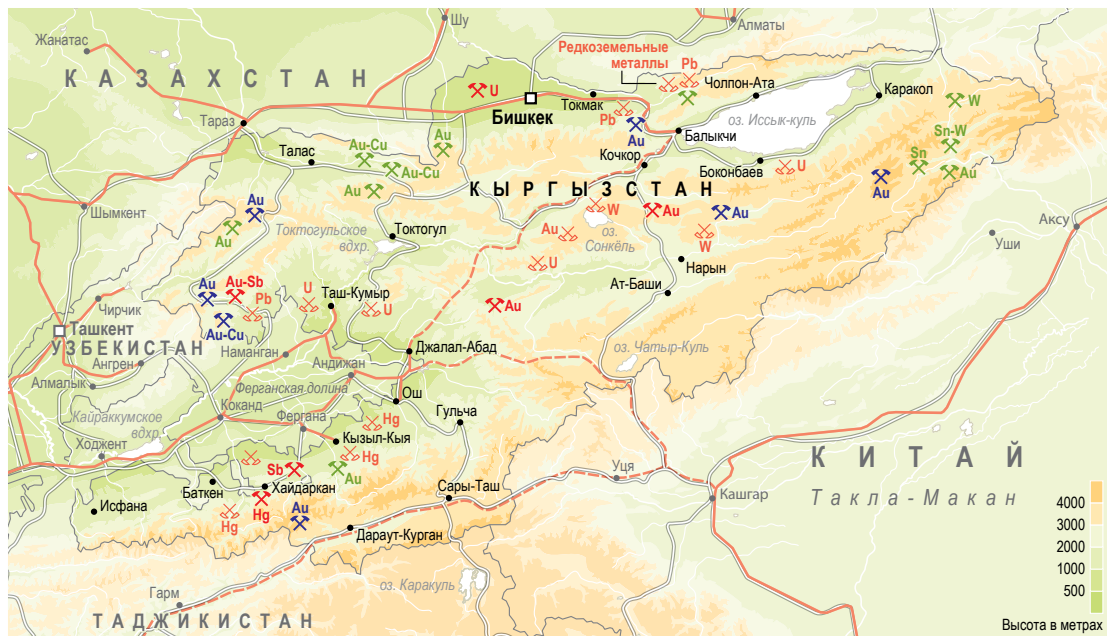 Жанатас
Шу
Алматы
КАЗАХСТАН
Редкоземельные
металлы
Pb
Чолпон-Ата
Каракол
W
U
Бишкек
Токмак
Pb
Au
оз. Иссык-куль
Балыкчи
Sn-W
Тараз
Талас
Au-Cu
Au
Au-Cu
Au
Кочкор
Боконбаев
U
Sn
Au
Au
КЫРГЫЗСТАН
Шымкент
Au
Au
Токтогульское
вдхр.
Токтогул
W
Au
оз.
Сонкёль
Au
Au
W
Аксу
Уши
U
Нарын
Ат-Баши
Чирчик
Au
Au-Sb
Pb
Au-Cu
U
Таш-Кумыр
U
Au
Ташкент
УЗБЕКИСТАН
Наманган
Джалал-Абад
оз. Чатыр-Куль
Ангрен
Алмалык
Андижан
Ферганская долина
Ош
Коканд
Кайраккумское
вдхр.
Фергана
Hg
Гульча
Ходжент
Кызыл-Кыя
Hg
Au
Sb
Баткен
Хайдаркан
Hg
Hg
Au
Исфана
Сары-Таш
Уця
Кашгар
КИТАЙ
Такла-Макан
Дараут-Курган
оз. Каракуль
Гарм
ТАДЖИКИСТАН
4000
3000
2000
1000
500
Высота в метрах